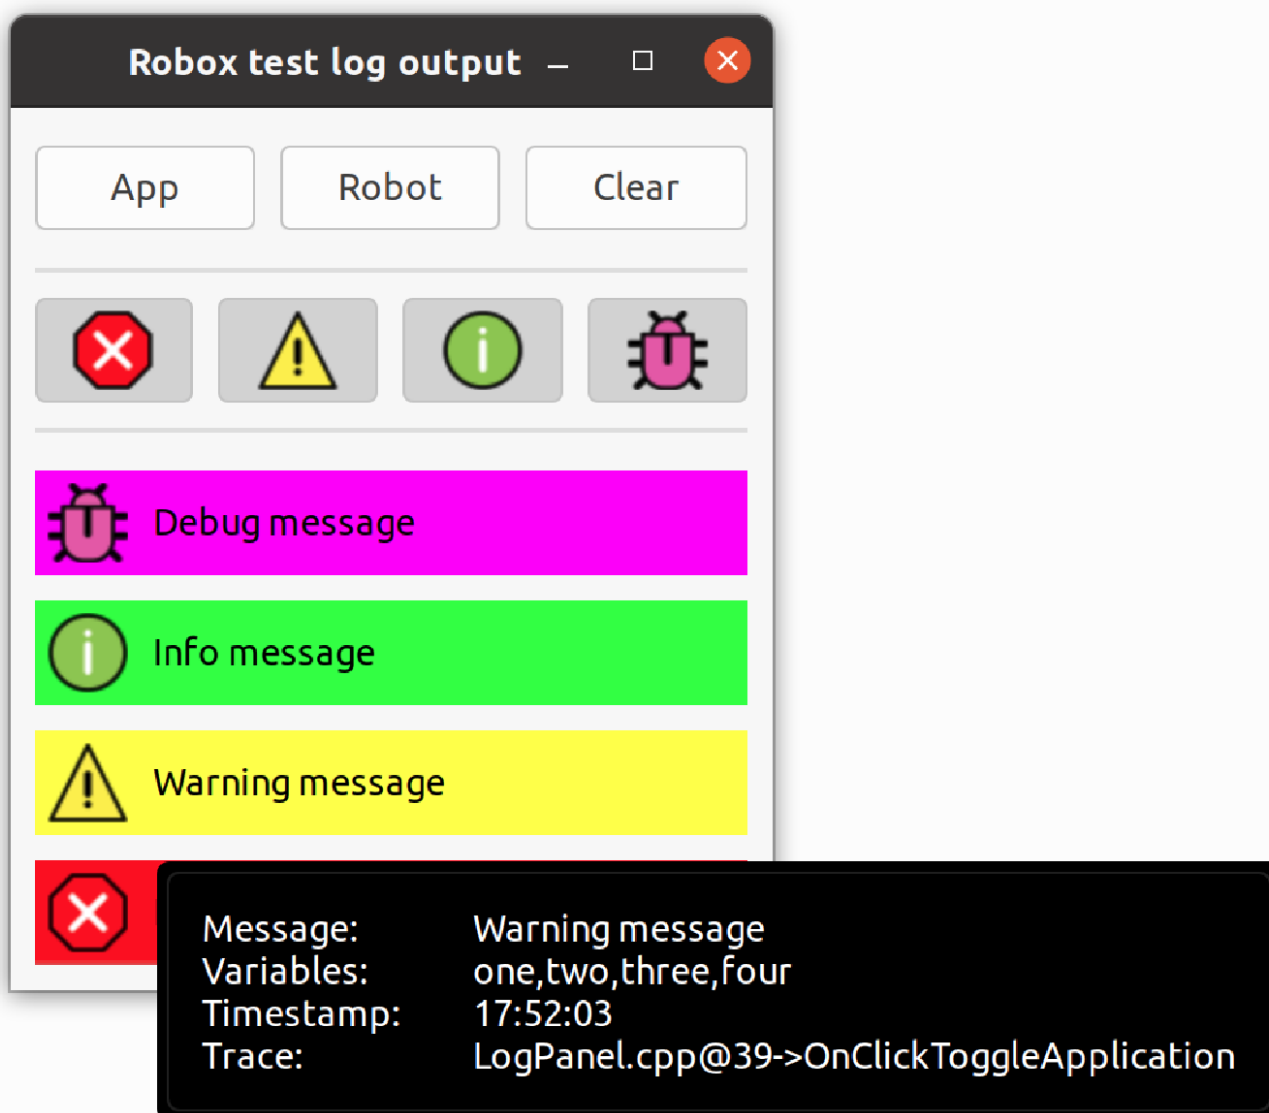 Robox test log output
App Robot Clear
Debug message
Info message
Warning message
Message: Warning message
Variables: one,two,three,four
Timestamp: 17:52:03
Trace: LogPanel.cpp@39->OnClickToggleApplication